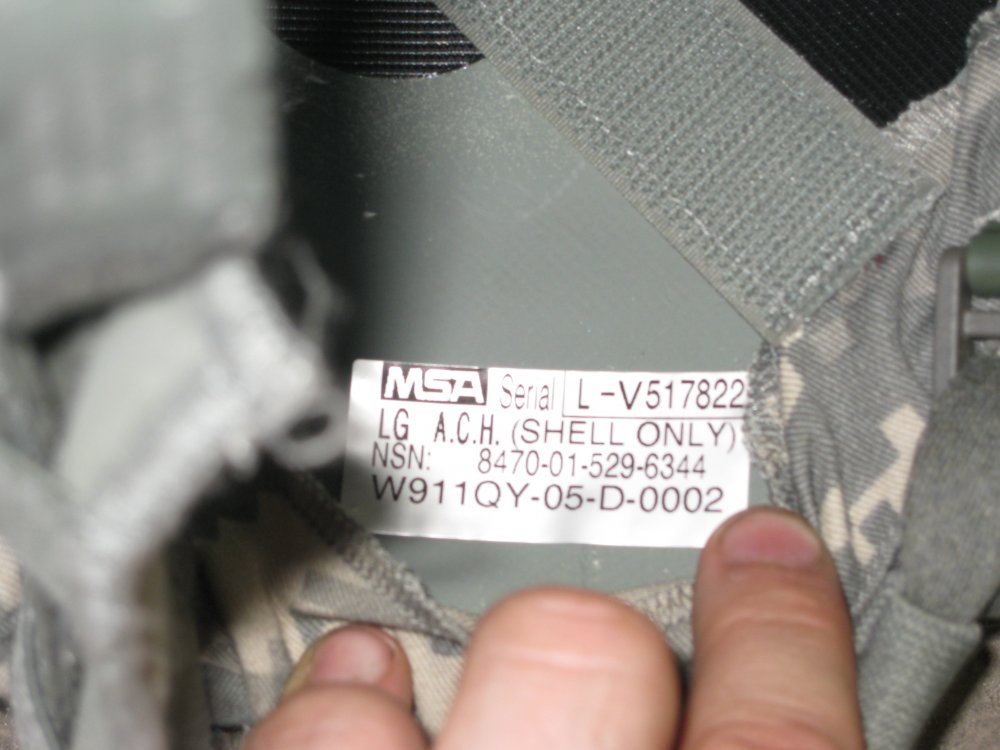 MSA Serial L-V517822
LG A.C.H. (SHELL ONLY)
NSN: 8470-01-529-6344
W911QY-05-D-0002